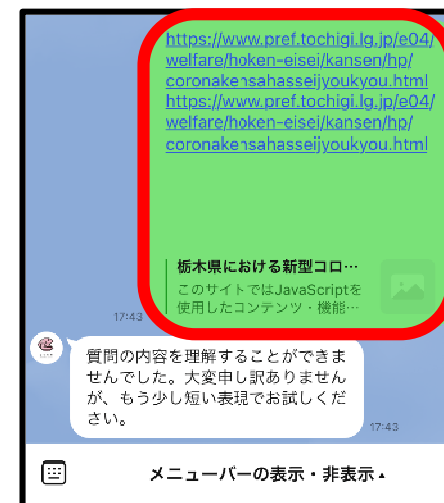 https://www.pref.tochigi.lg.jp/e04/
welfare/hoken-eisei/kansen/hp/
coronakensahasseijyoukyou.html
https://www.pref.tochigi.lg.jp/e04/
welfare/hoken-eisei/kansen/hp/
coronakensahasseijyoukyou.html
栃木県における新型コロ…
このサイトではJavaScriptを
使用したコンテンツ・機能…
17:43
質問の内容を理解することができま
せんでした。大変申し訳ありません
が、もう少し短い表現でお試しくだ
さい。
17:43
メニューバーの表示・非表示▴